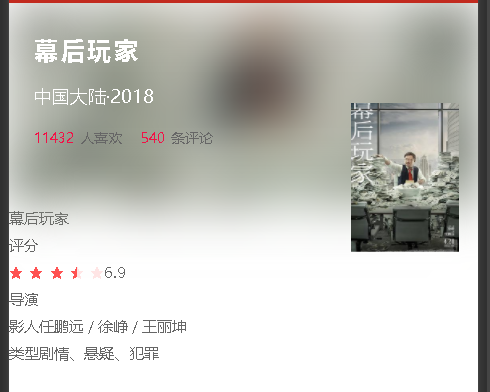 幕后玩家
中国大陆·2018
11432 人喜欢 540 条评论
幕后玩家
幕后玩家
评分
6.9
导演
影人任鹏远 / 徐峥 / 王丽坤
类型剧情、悬疑、犯罪